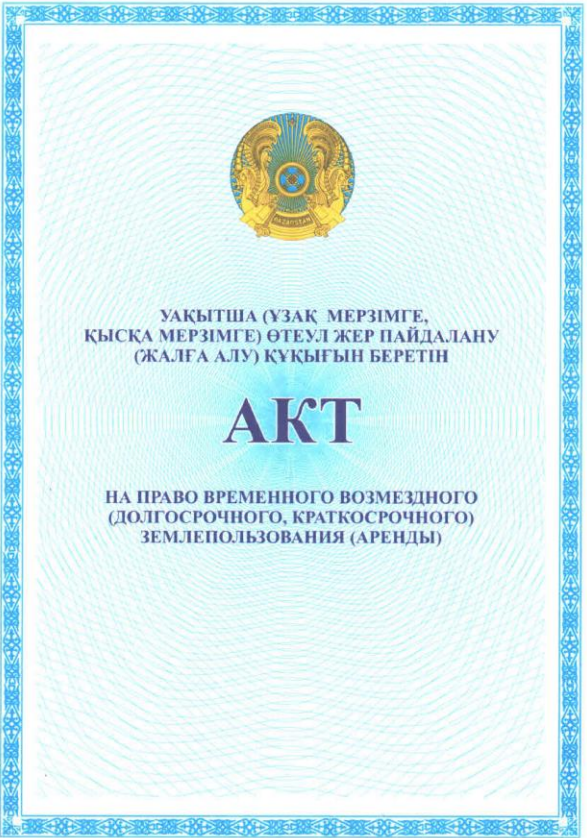 QAZAQSTAN
УАҚЫТША (ҰЗАҚ МЕРЗІМГЕ,
ҚЫСҚА МЕРЗІМГЕ) ӨТЕУЛ ЖЕР ПАЙДАЛАНУ
(ЖАЛҒА АЛУ) ҚҰҚЫҒЫН БЕРЕТІН
АКТ
НА ПРАВО ВРЕМЕННОГО ВОЗМЕЗДНОГО
(ДОЛГОСРОЧНОГО, КРАТКОСРОЧНОГО)
ЗЕМЛЕПОЛЬЗОВАНИЯ (АРЕНДЫ)